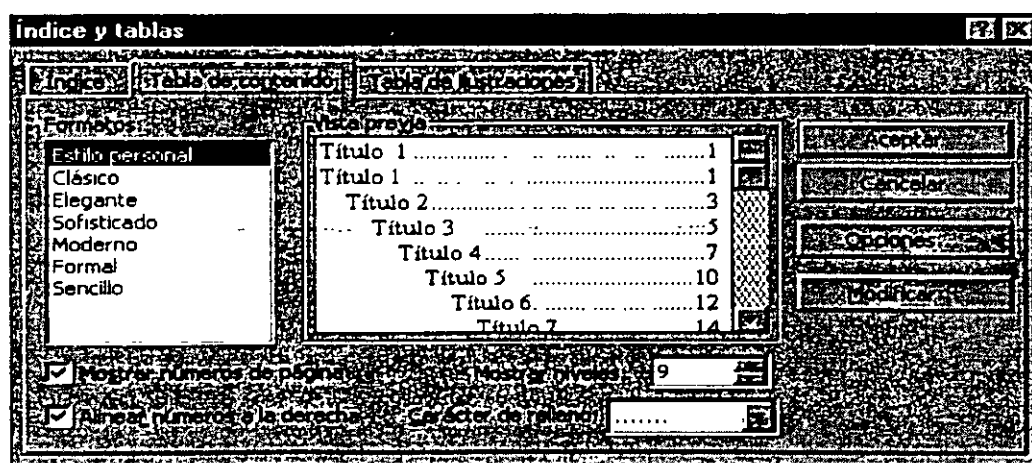 Índice y tablas
Índice Tabla de contenido Tabla de ilustraciones
Formatos:
Estilo personal
Clásico
Elegante
Sofisticado
Moderno
Formal
Sencillo
Vista previa
Título 1 ........ 1
Título 1 ........ 1
Título 2 ........ 3
Título 3 ........ 5
Título 4 ........ 7
Título 5 ........ 10
Título 6 ........ 12
Título 7 ........ 14
Aceptar
Cancelar
Opciones...
Modificar...
Mostrar números de página
Mostrar niveles: 9
Alinear números a la derecha
Carácter de relleno: .......